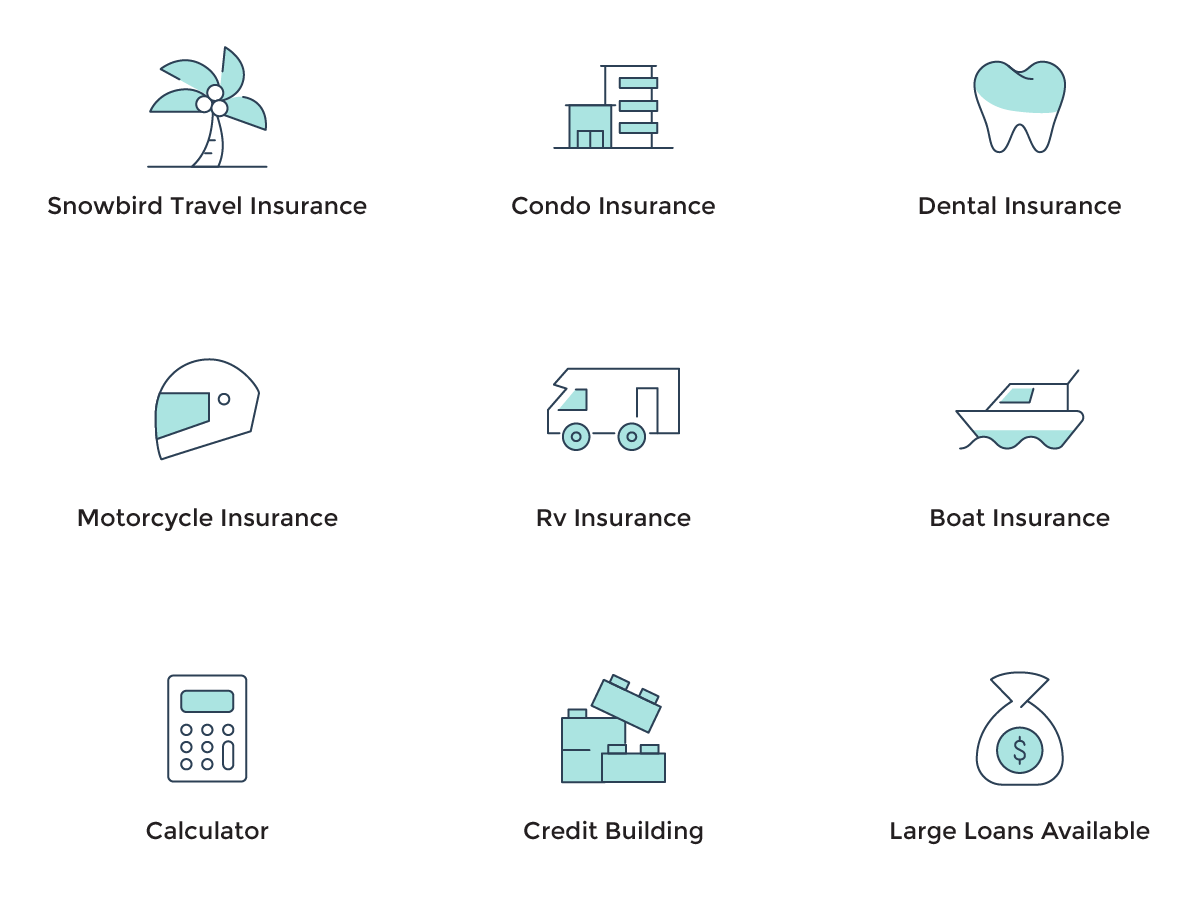 Snowbird Travel Insurance
Condo Insurance
Dental Insurance
Motorcycle Insurance
Rv Insurance
Boat Insurance
$
Calculator
Credit Building
Large Loans Available